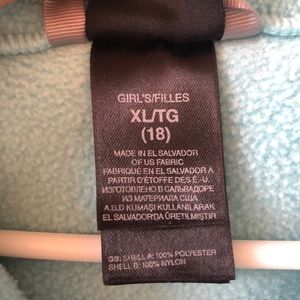 GIRL'S/FILLES
XL/TG
(18)
MADE IN EL SALVADOR
OF US FABRIC
FABRIQUÉ EN EL SALVADOR A
PARTIR D'ÉTOFFE DES É.-U.
ИЗГОТОВЛЕНО В САЛЬВАДОРЕ
ИЗ МАТЕРИАЛА США
A.B.D KUMAŞI KULLANILARAK
EL SALVADOR'DA ÜRETİLMİŞTİR
GB: SHELL A: 100% POLYESTER
SHELL B: 100% NYLON